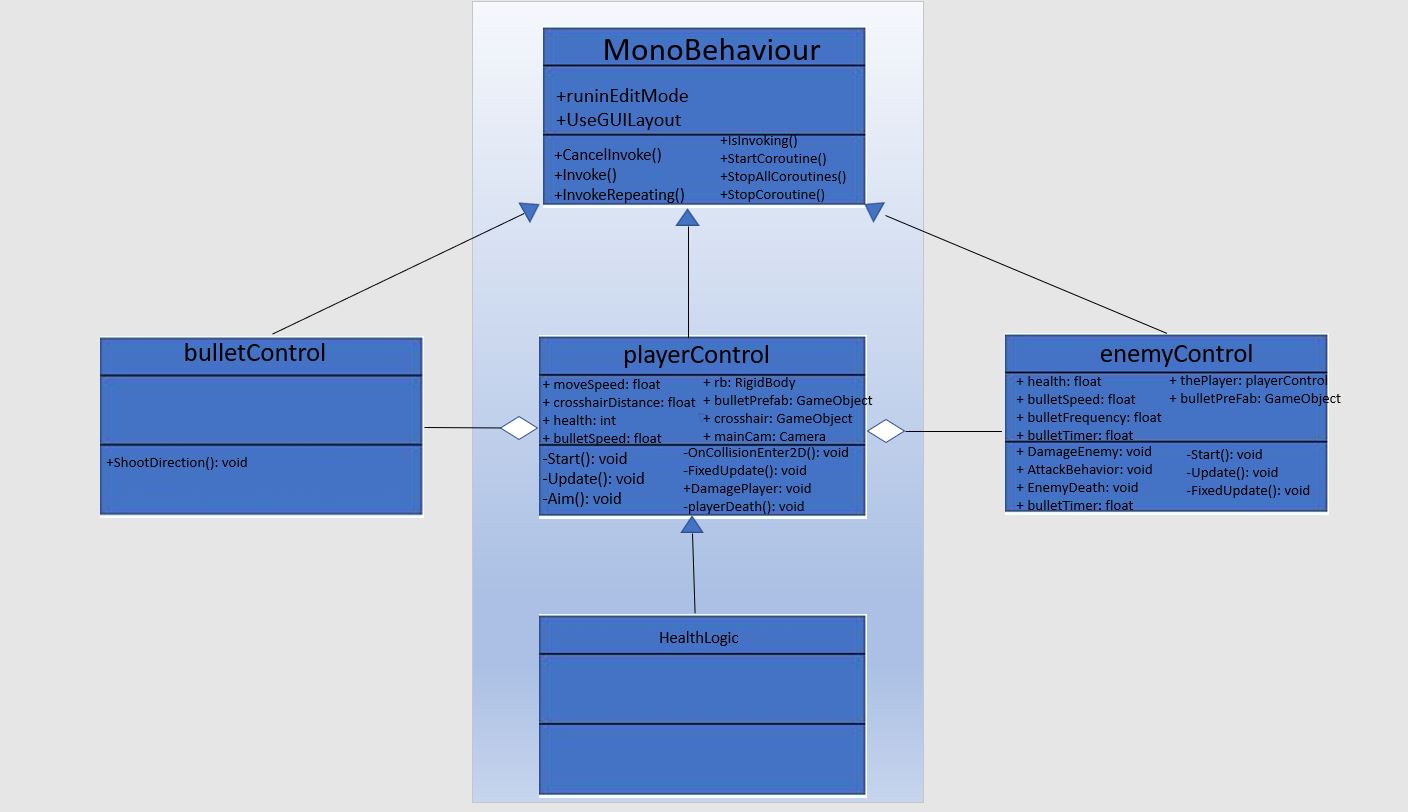 MonoBehaviour
+runinEditMode
+UseGUILayout
+CancelInvoke()
+Invoke()
+InvokeRepeating()
+IsInvoking()
+StartCoroutine()
+StopAllCoroutines()
+StopCoroutine()
bulletControl
+ShootDirection(): void
playerControl
+ moveSpeed: float
+ crosshairDistance: float
+ health: int
+ bulletSpeed: float
+ rb: RigidBody
+ bulletPrefab: GameObject
+ crosshair: GameObject
+ mainCam: Camera
-Start(): void
-Update(): void
-Aim(): void
-OnCollisionEnter2D(): void
-FixedUpdate(): void
+DamagePlayer: void
-playerDeath(): void
enemyControl
+ health: float
+ bulletSpeed: float
+ bulletFrequency: float
+ bulletTimer: float
+ thePlayer: playerControl
+ bulletPreFab: GameObject
+ DamageEnemy: void
+ AttackBehavior: void
+ EnemyDeath: void
+ bulletTimer: float
-Start(): void
-Update(): void
-FixedUpdate(): void
HealthLogic